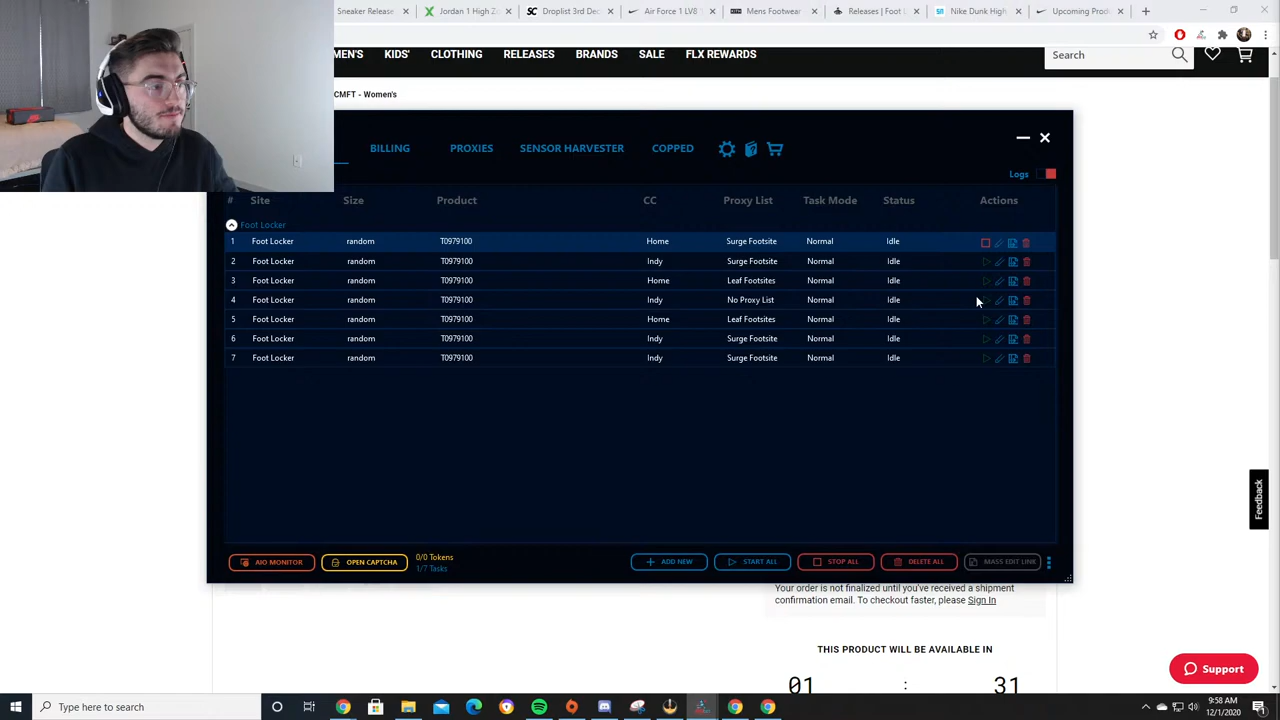 Sneaker Release
Jordan 1 High Zo
Droplist 3rd Dec
Air Force 1 LV8
Mens Footwear
Releases | Foot L
Nike Dunk High
Upcoming Produ
EN'S KIDS' CLOTHING RELEASES BRANDS SALE FLX REWARDS
Search
CMFT - Women's
BILLING PROXIES SENSOR HARVESTER COPPED
Logs
# Site Size Product CC Proxy List Task Mode Status Actions
Foot Locker
1 Foot Locker random T0979100 Home Surge Footsite Normal Idle
2 Foot Locker random T0979100 Indy Surge Footsite Normal Idle
3 Foot Locker random T0979100 Home Leaf Footsites Normal Idle
4 Foot Locker random T0979100 Indy No Proxy List Normal Idle
5 Foot Locker random T0979100 Home Leaf Footsites Normal Idle
6 Foot Locker random T0979100 Indy Surge Footsite Normal Idle
7 Foot Locker random T0979100 Indy Surge Footsite Normal Idle
AIO MONITOR OPEN CAPTCHA
0/0 Tokens
1/7 Tasks
ADD NEW START ALL STOP ALL DELETE ALL MASS EDIT LINK
Feedback
Your order is not finalized until you've received a shipment
confirmation email. To checkout faster, please Sign In
THIS PRODUCT WILL BE AVAILABLE IN
01 : 31
Support
Type here to search
9:58 AM
12/1/2020